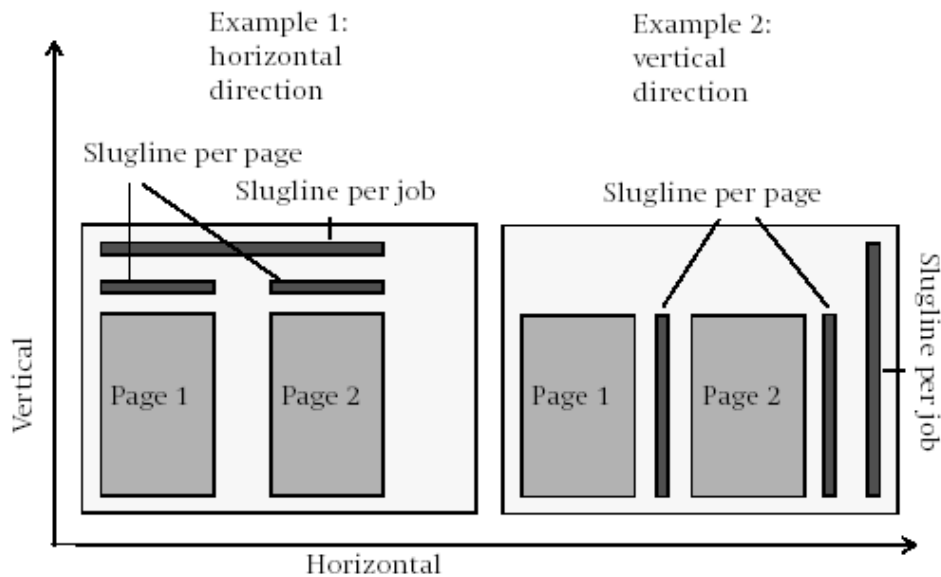 Example 1:
horizontal
direction
Example 2:
vertical
direction
Slugline per page
Slugline per job
Slugline per page
Slugline per job
Vertical
Page 1
Page 2
Page 1
Page 2
Horizontal